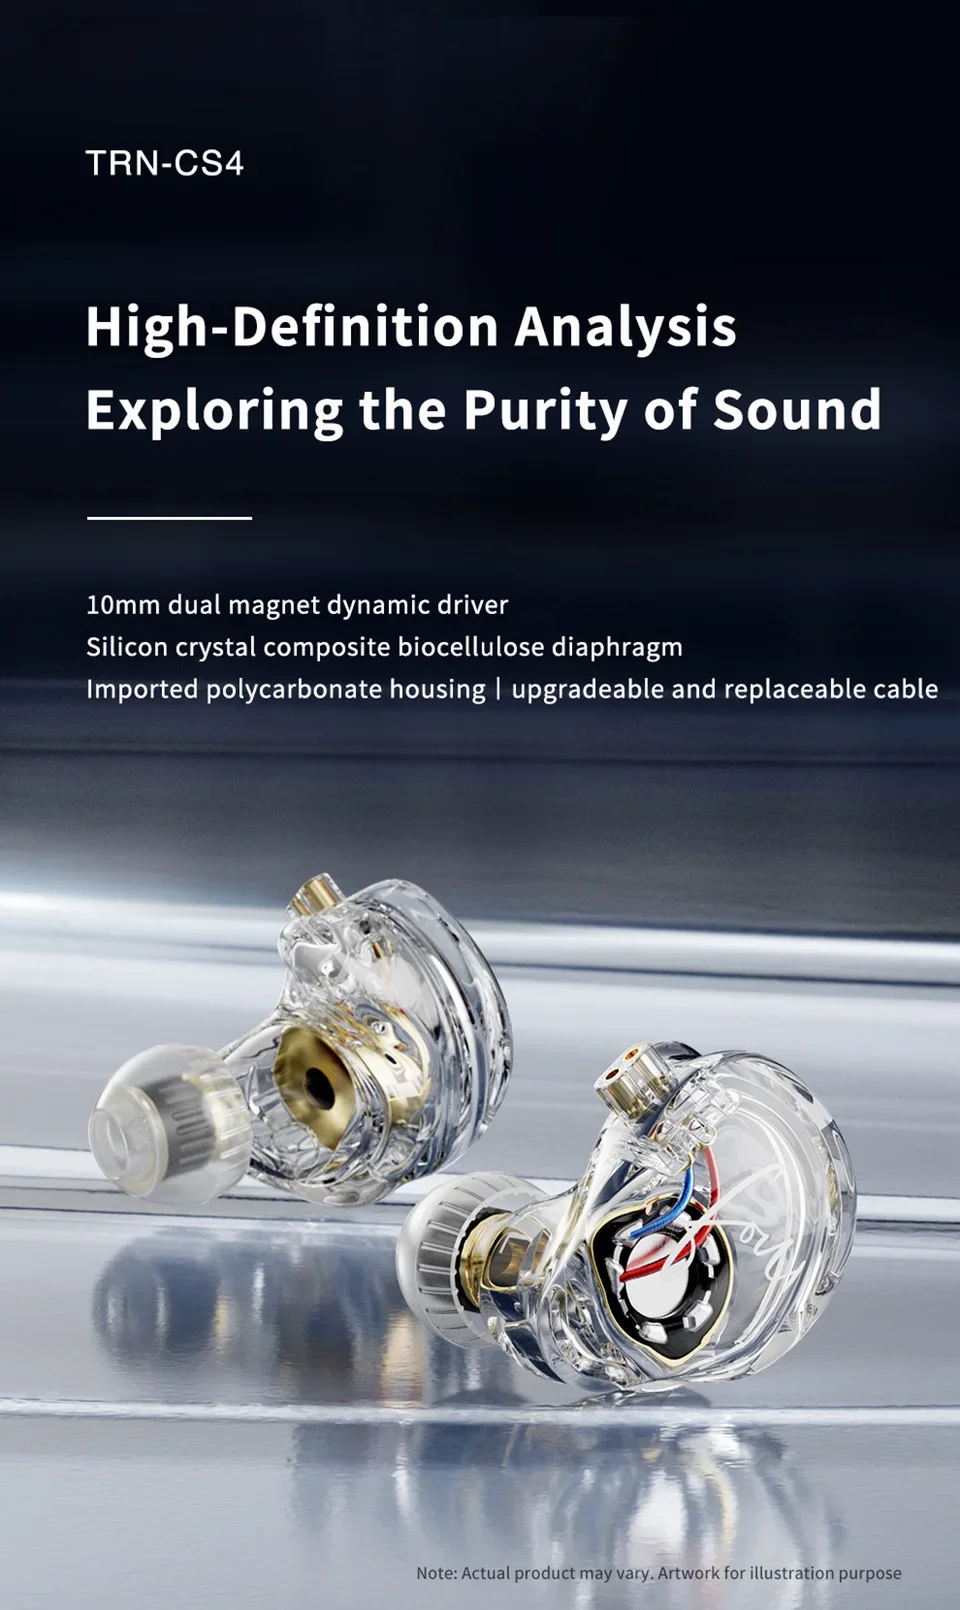 TRN-CS4
High-Definition Analysis
Exploring the Purity of Sound
10mm dual magnet dynamic driver
Silicon crystal composite biocellulose diaphragm
Imported polycarbonate housing | upgradeable and replaceable cable
Note: Actual product may vary. Artwork for illustration purpose